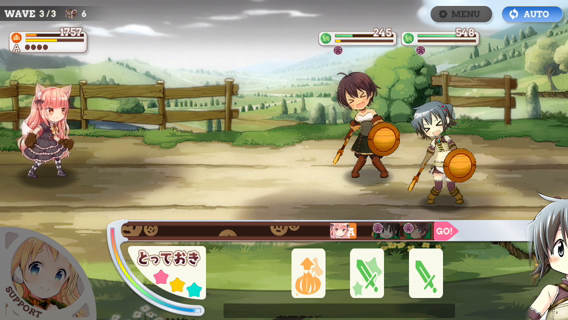 WAVE 3/3 6
MENU
AUTO
1757
A
245
548
A
GO!
とっておき
SUPPORT